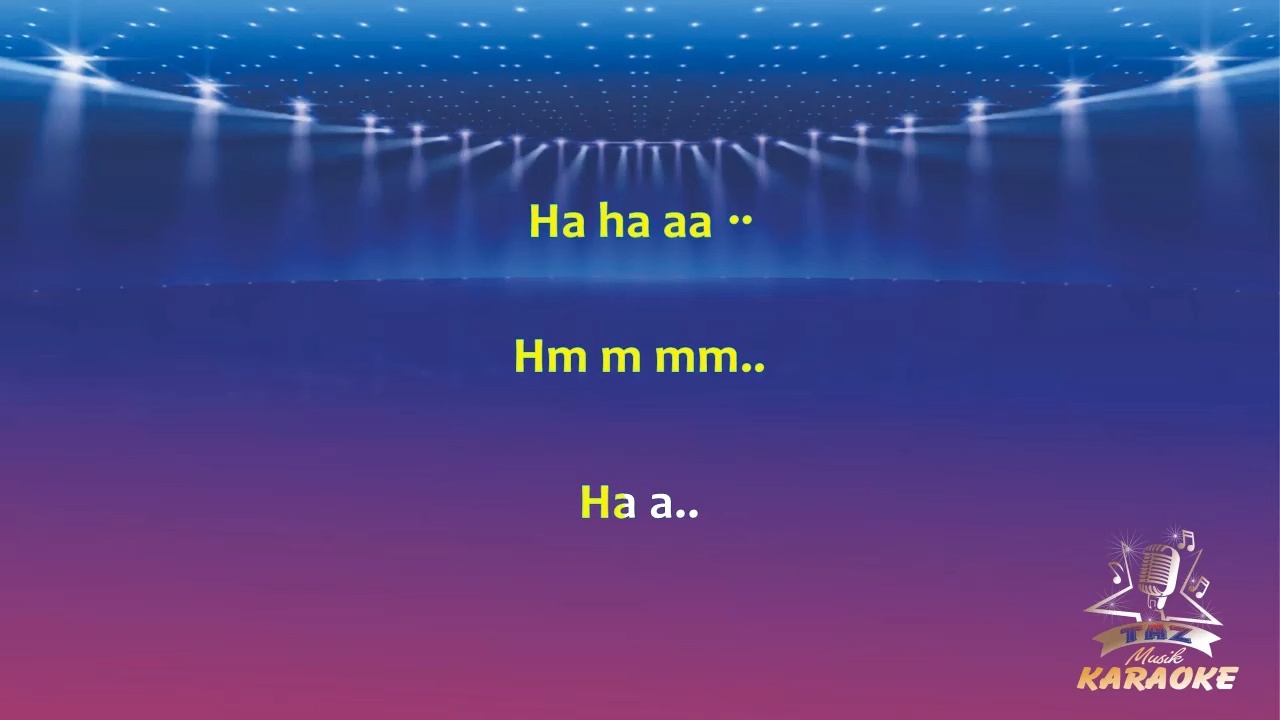 Ha ha aa ··
Hm m mm..
Ha a..
TAZ
Musik
KARAOKE